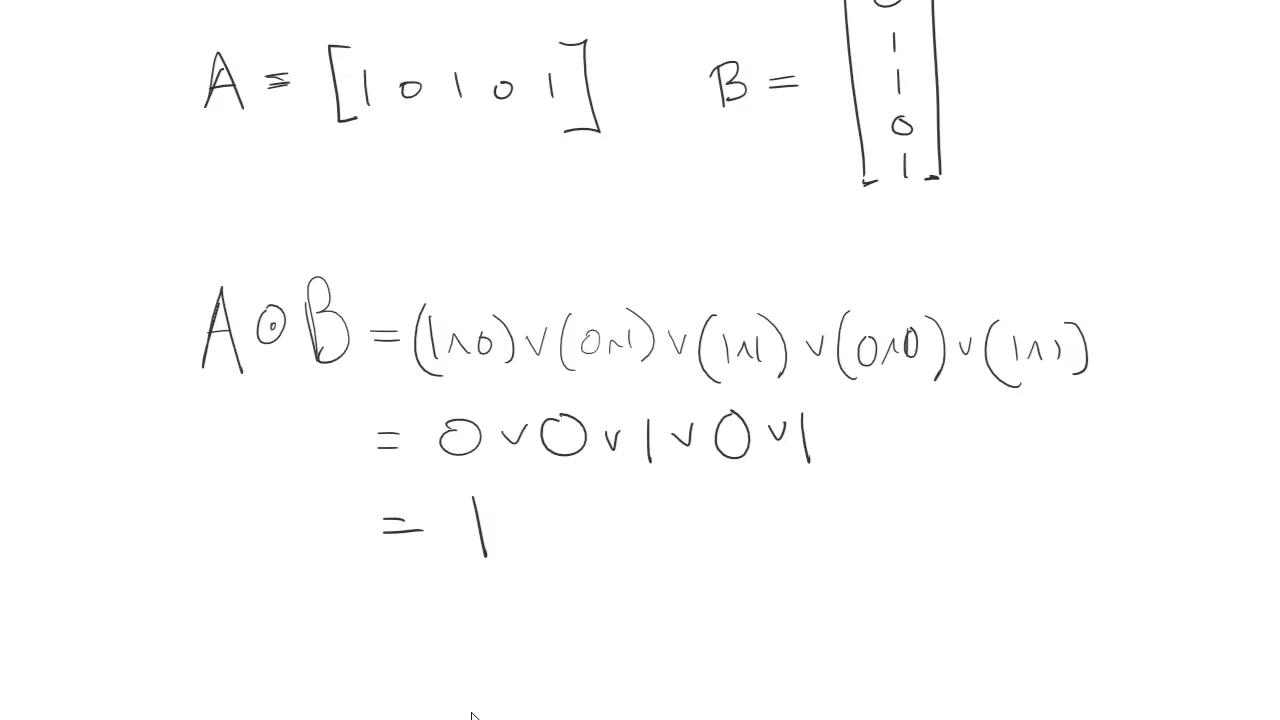 A = [1 0 1 0 1] B = [0 1 1 0 1]
A ⊙ B = (1∧0) ∨ (0∧1) ∨ (1∧1) ∨ (0∧0) ∨ (1∧1)
= 0 ∨ 0 ∨ 1 ∨ 0 ∨ 1
= 1